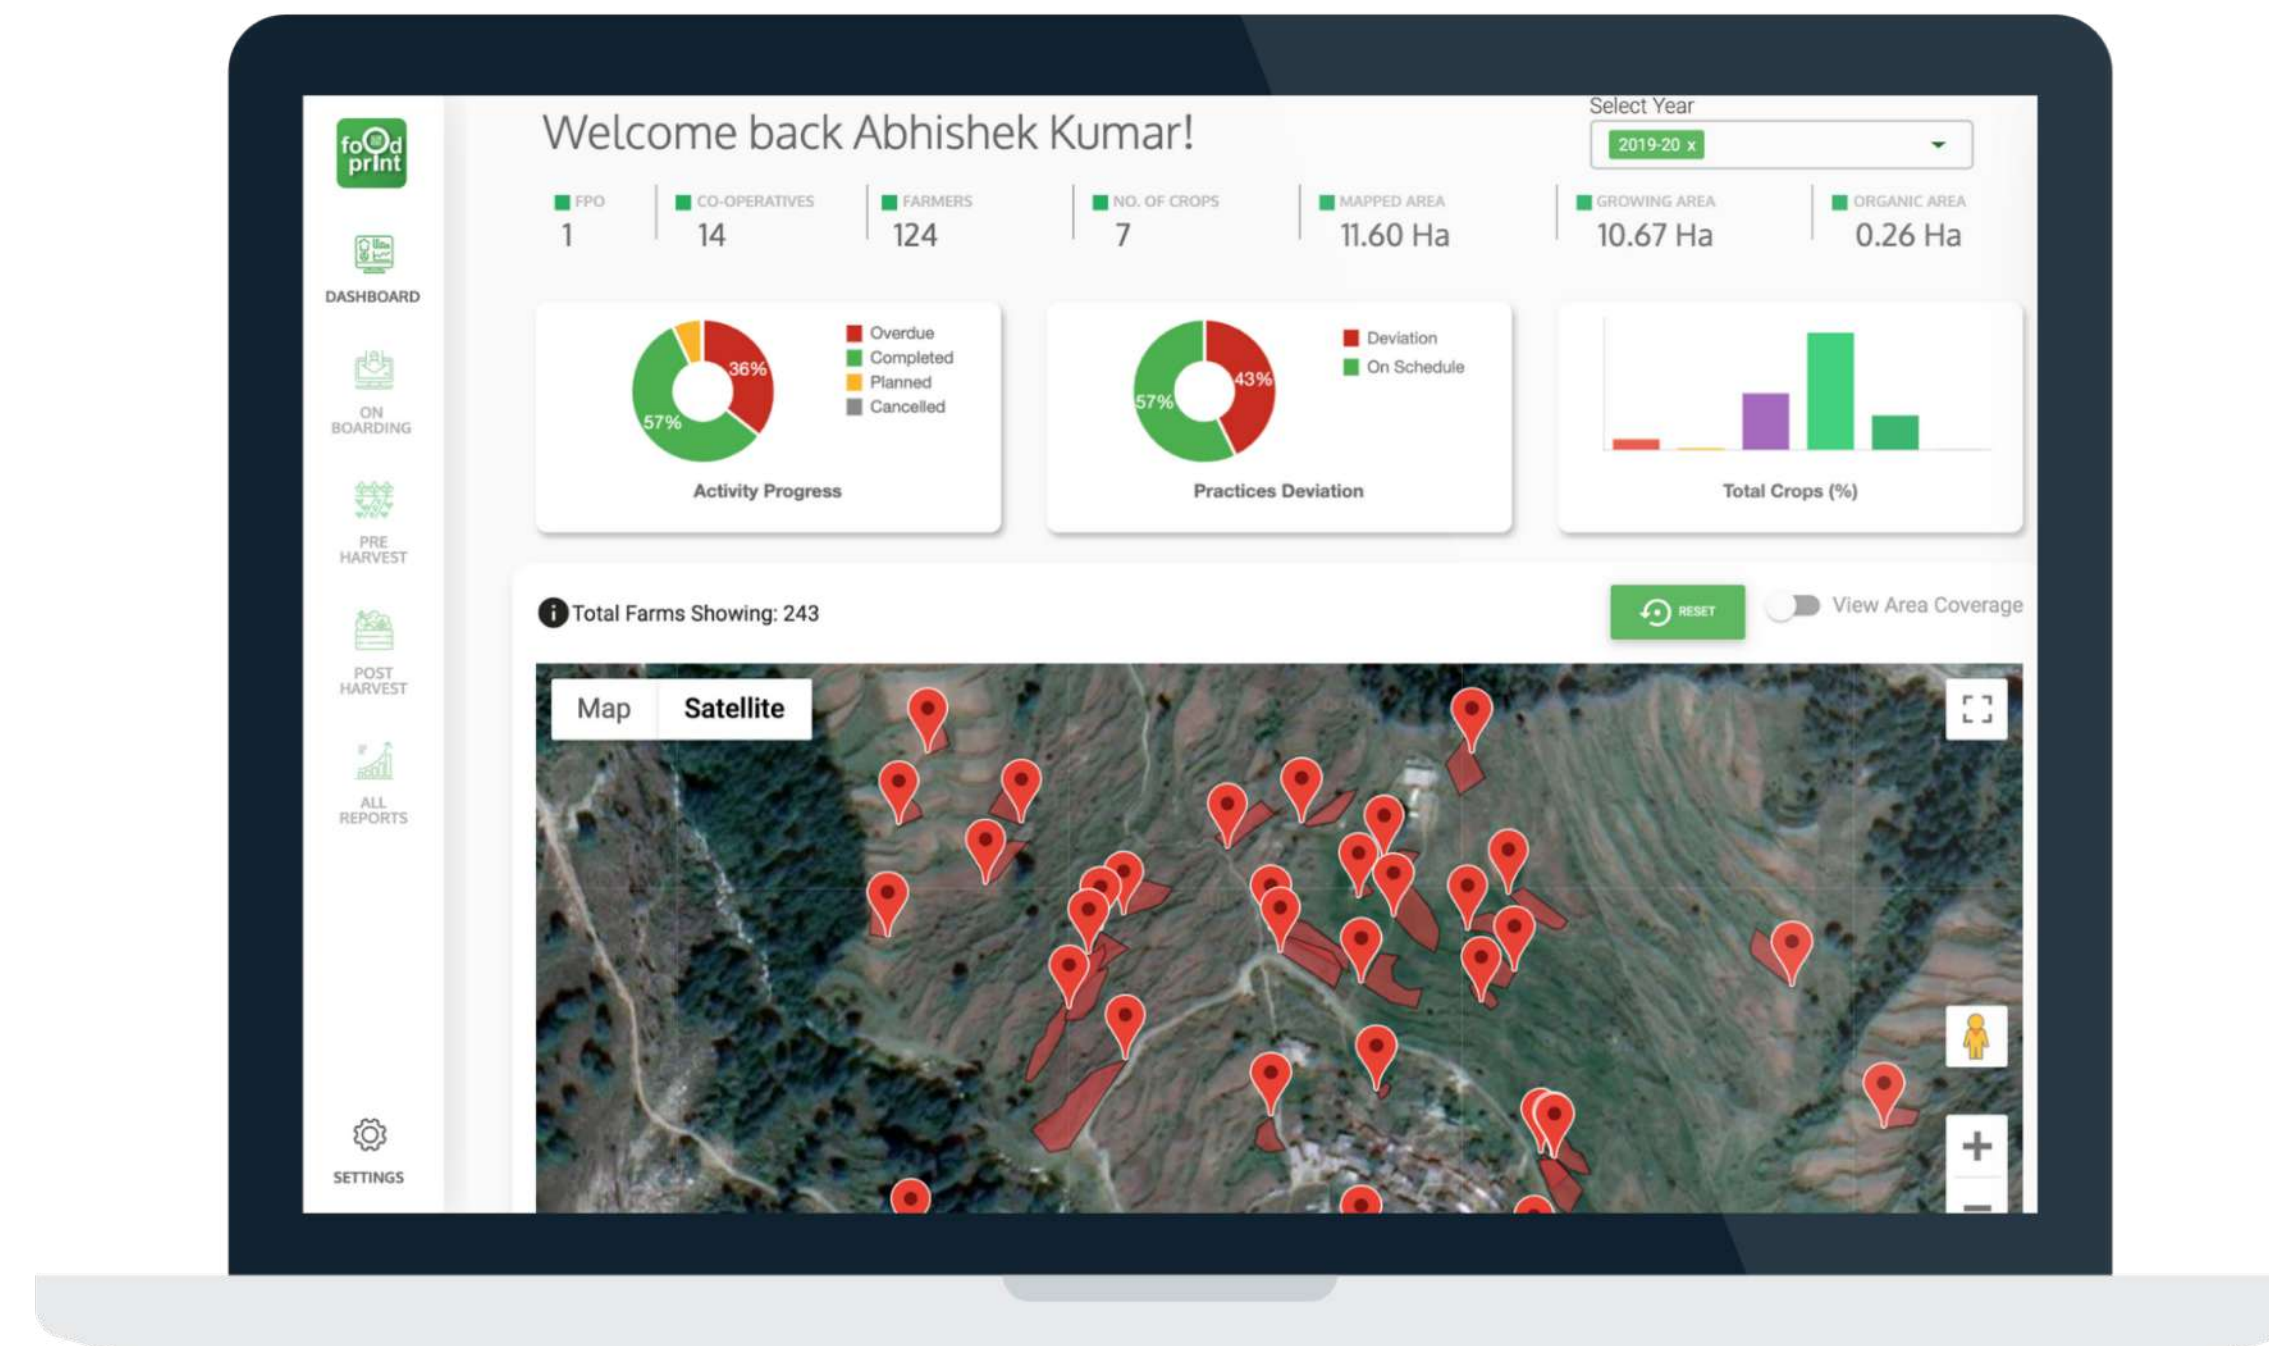 food
print
DASHBOARD
ON
BOARDING
PRE
HARVEST
POST
HARVEST
ALL
REPORTS
SETTINGS
Welcome back Abhishek Kumar!
Select Year
2019-20 x
FPO
1
CO-OPERATIVES
14
FARMERS
124
NO. OF CROPS
7
MAPPED AREA
11.60 Ha
GROWING AREA
10.67 Ha
ORGANIC AREA
0.26 Ha
36%
57%
Overdue
Completed
Planned
Cancelled
Activity Progress
43%
57%
Deviation
On Schedule
Practices Deviation
Total Crops (%)
i Total Farms Showing: 243
RESET
View Area Coverage
Map
Satellite